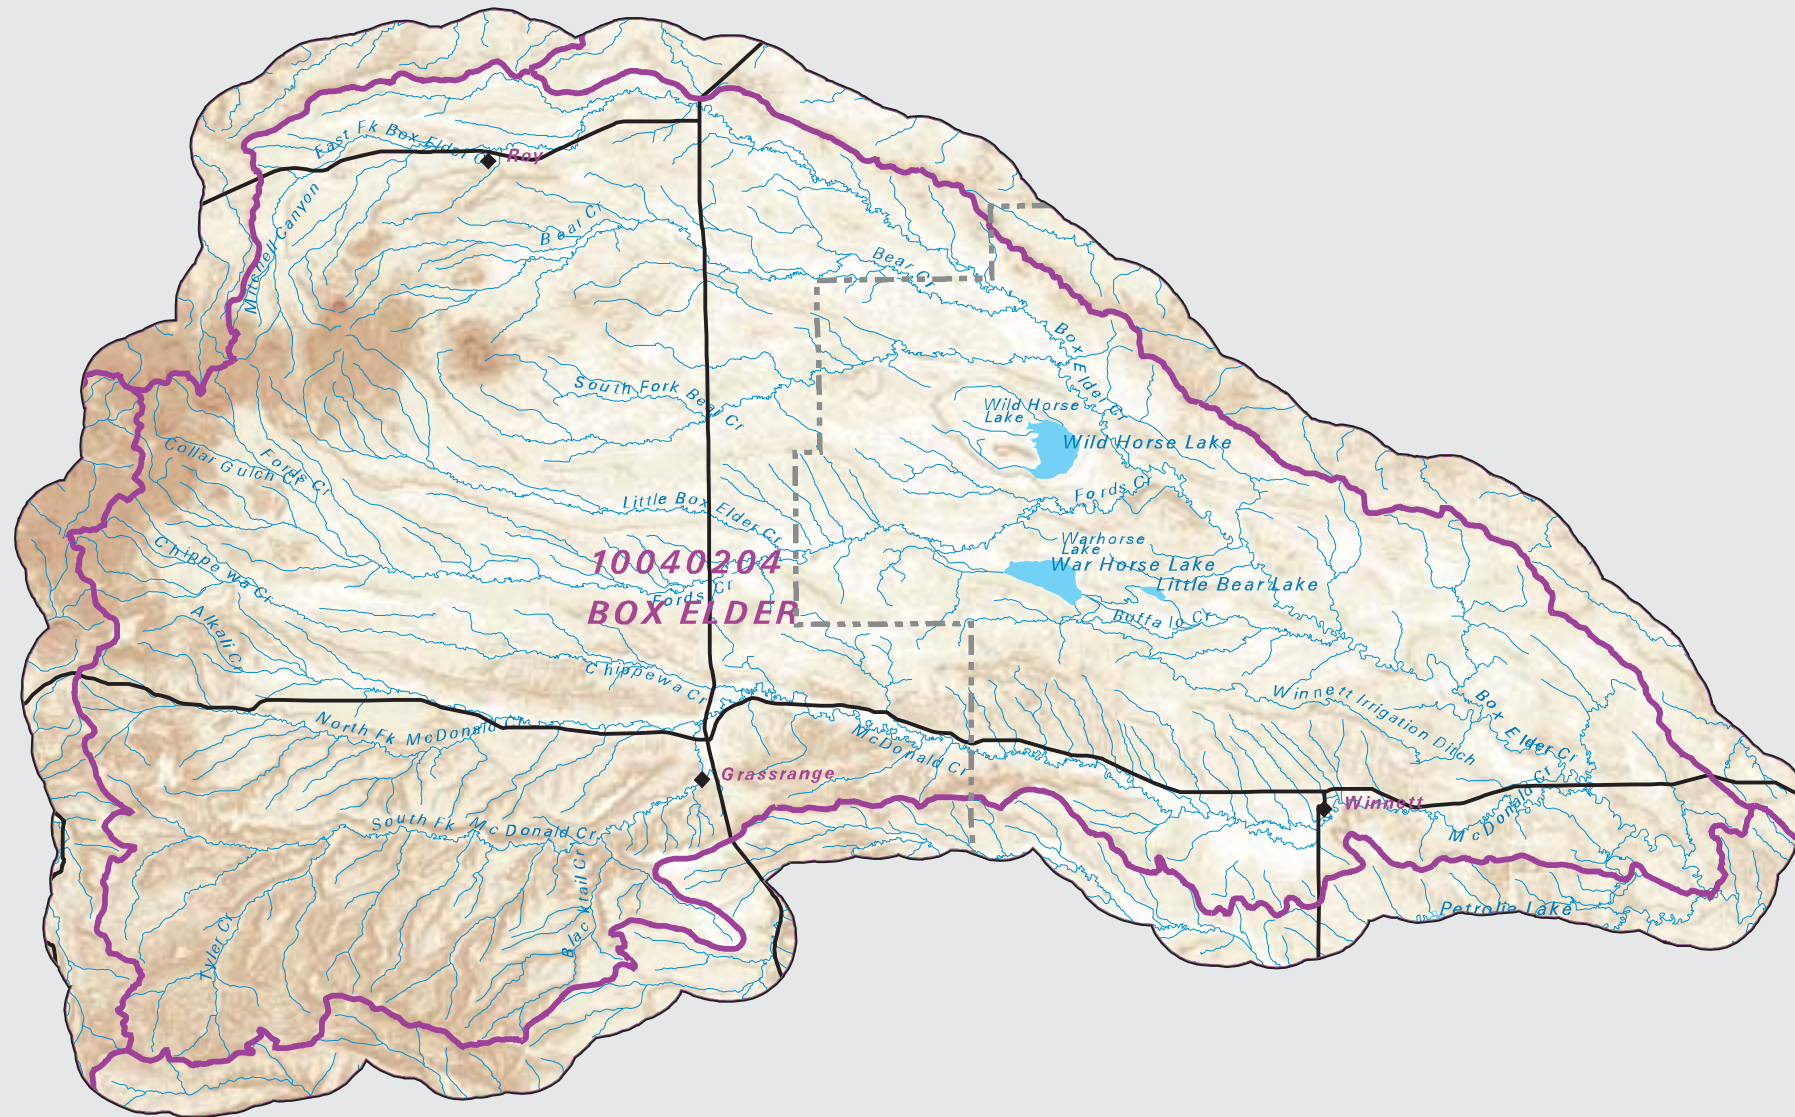 East Fk Box Elder Cr
Roy
Mitchell Canyon
Bear Cr
Bear Cr
Box Elder Cr
South Fork Bear Cr
Wild Horse
Lake
Wild Horse Lake
Collar Gulch Cr
Fords Cr
Fords Cr
Little Box Elder Cr
Chippewa Cr
Warhorse
Lake
War Horse Lake
10040204
Little Bear Lake
Fords Cr
BOX ELDER
Buffalo Cr
Alkali Cr
Chippewa Cr
Winnett Irrigation Ditch
Box Elder Cr
North Fk McDonald Cr
McDonald Cr
Grassrange
Winnett
McDonald Cr
South Fk McDonald Cr
Blacktail Cr
Tyler Cr
Petrolia Lake